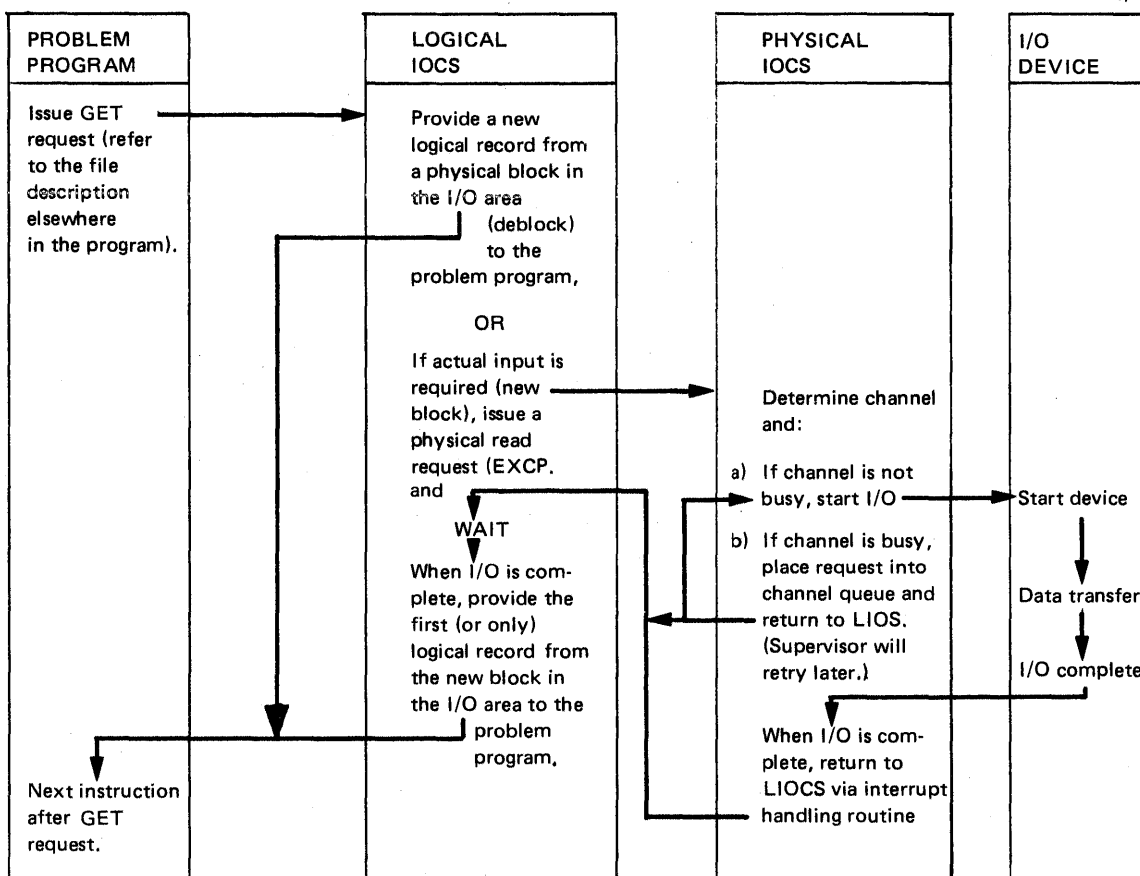 PROBLEM
PROGRAM
Issue GET
request (refer
to the file
description
elsewhere
in the program).
Next instruction
after GET
request.
LOGICAL
IOCS
Provide a new
logical record from
a physical block in
the I/O area
(deblock)
to the
problem program,
OR
If actual input is
required (new
block), issue a
physical read
request (EXCP.
and
WAIT
When I/O is com-
plete, provide the
first (or only)
logical record from
the new block in
the I/O area to the
problem
program.
PHYSICAL
IOCS
Determine channel
and:
a) If channel is not
busy, start I/O
b) If channel is busy,
place request into
channel queue and
return to LIOS.
(Supervisor will
retry later.)
When I/O is com-
plete, return to
LIOCS via interrupt
handling routine
I/O
DEVICE
Start device
Data transfer
I/O complete